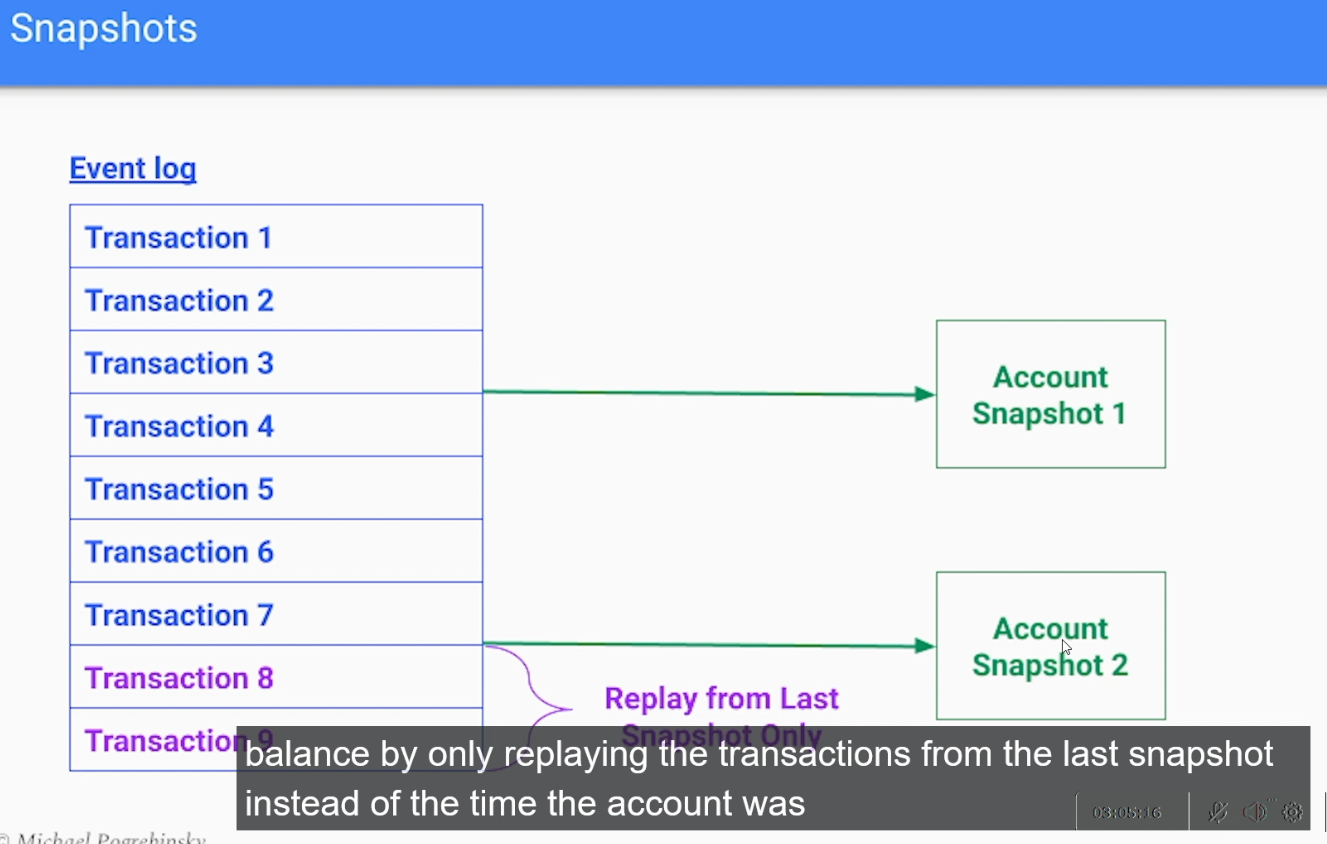 Snapshots
Event log
Transaction 1
Transaction 2
Transaction 3
Transaction 4
Transaction 5
Transaction 6
Transaction 7
Transaction 8
Transaction 9
Account
Snapshot 1
Account
Snapshot 2
Replay from Last
Snapshot Only
balance by only replaying the transactions from the last snapshot
instead of the time the account was
03:05:16
© Michael Pogrebinsky